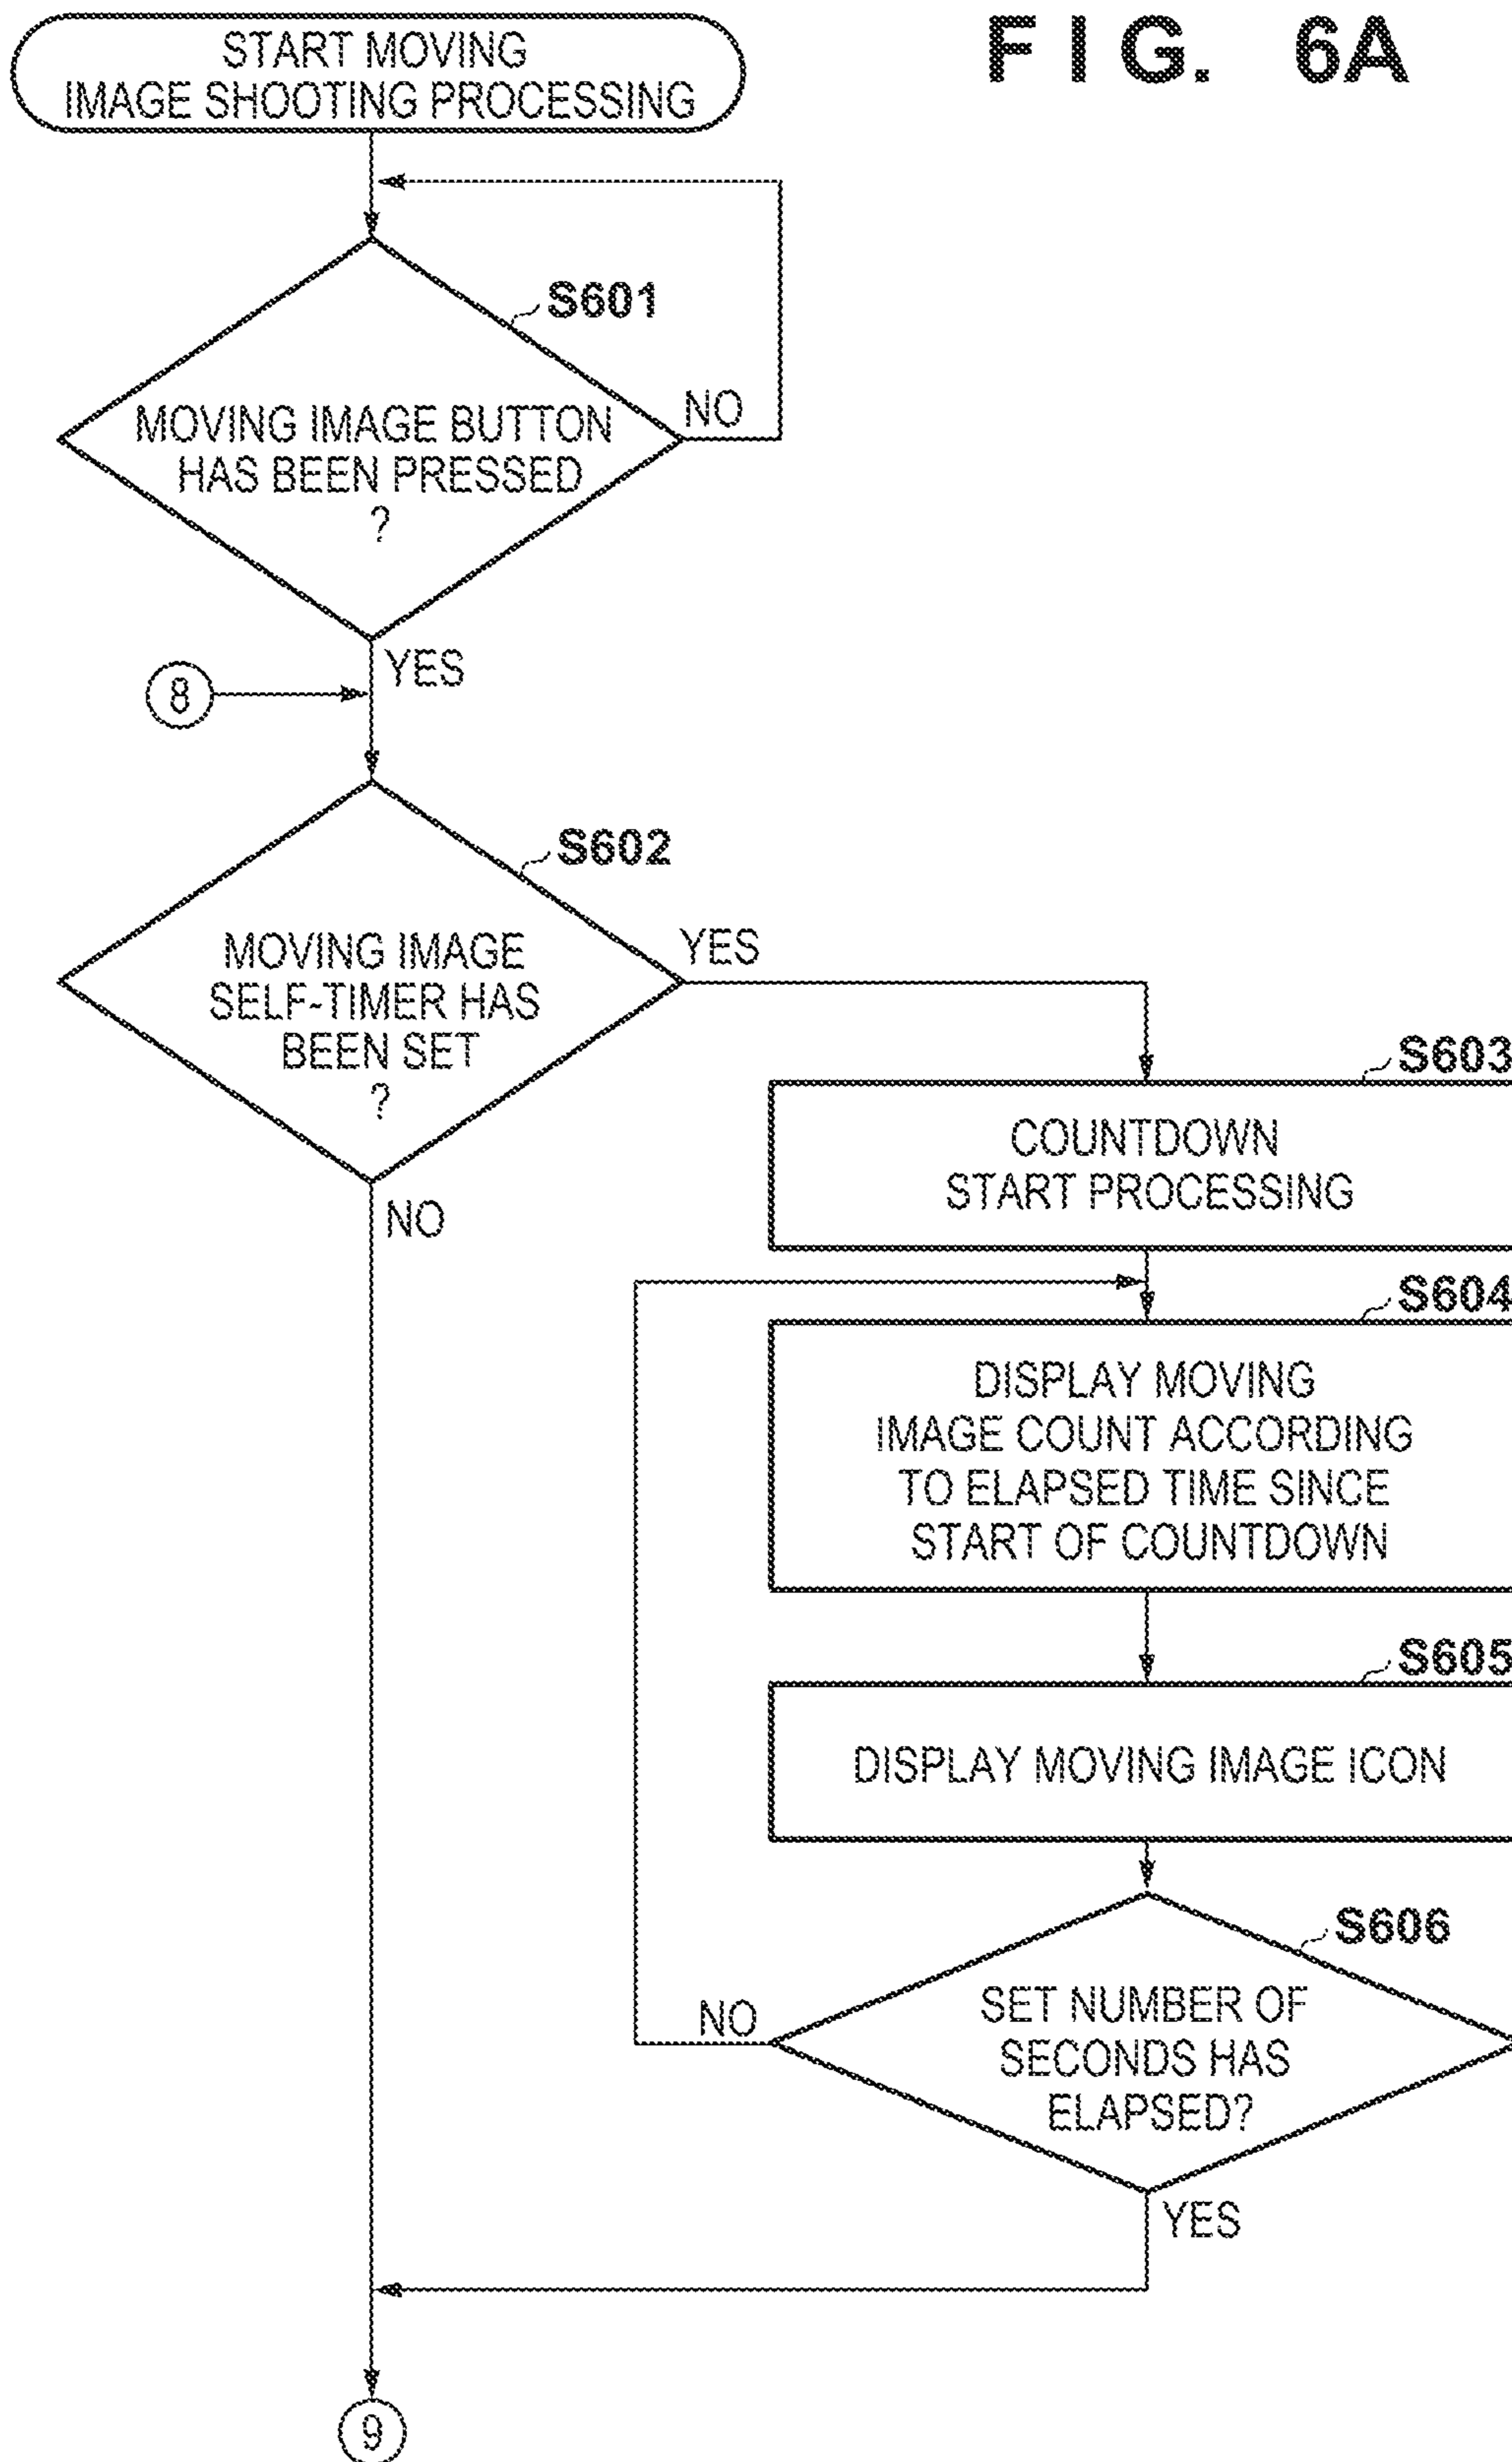 FIG. 6A
START MOVING
IMAGE SHOOTING PROCESSING
S601
MOVING IMAGE BUTTON
HAS BEEN PRESSED
?
NO
YES
8
S602
MOVING IMAGE
SELF-TIMER HAS
BEEN SET
?
YES
NO
S603
COUNTDOWN
START PROCESSING
S604
DISPLAY MOVING
IMAGE COUNT ACCORDING
TO ELAPSED TIME SINCE
START OF COUNTDOWN
S605
DISPLAY MOVING IMAGE ICON
S606
SET NUMBER OF
SECONDS HAS
ELAPSED?
NO
YES
9